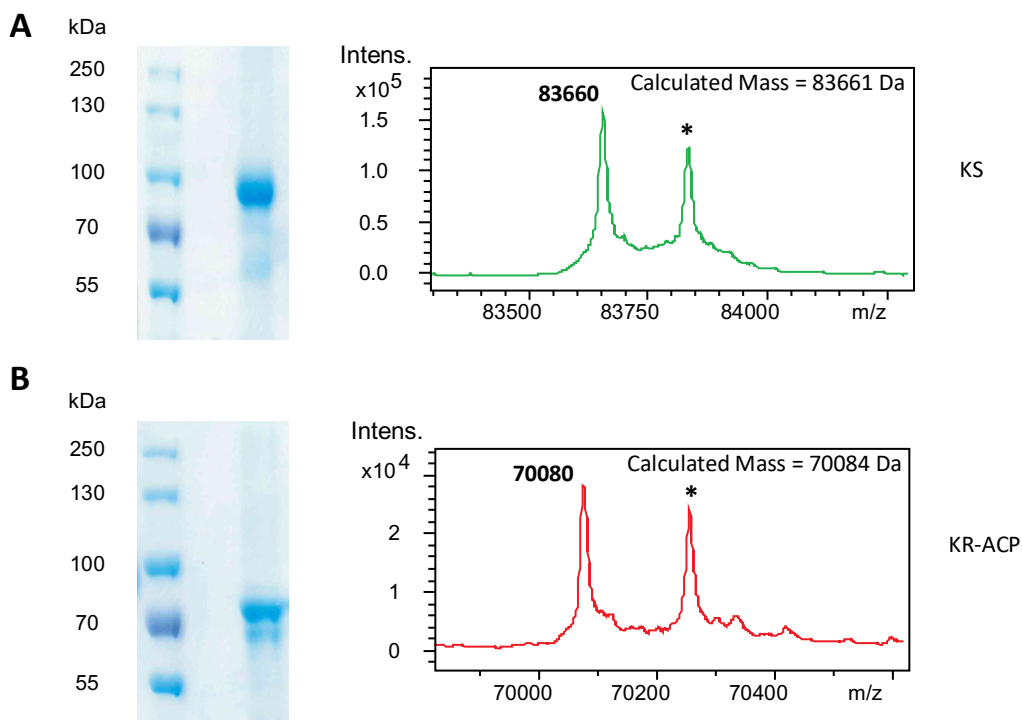 A
kDa
250
130
100
70
55
Intens.
x10^5
1.5
1.0
0.5
0.0
83660
*
Calculated Mass = 83661 Da
83500 83750 84000 m/z
KS
B
kDa
250
130
100
70
55
Intens.
x10^4
2
1
0
70080
*
Calculated Mass = 70084 Da
70000 70200 70400 m/z
KR-ACP